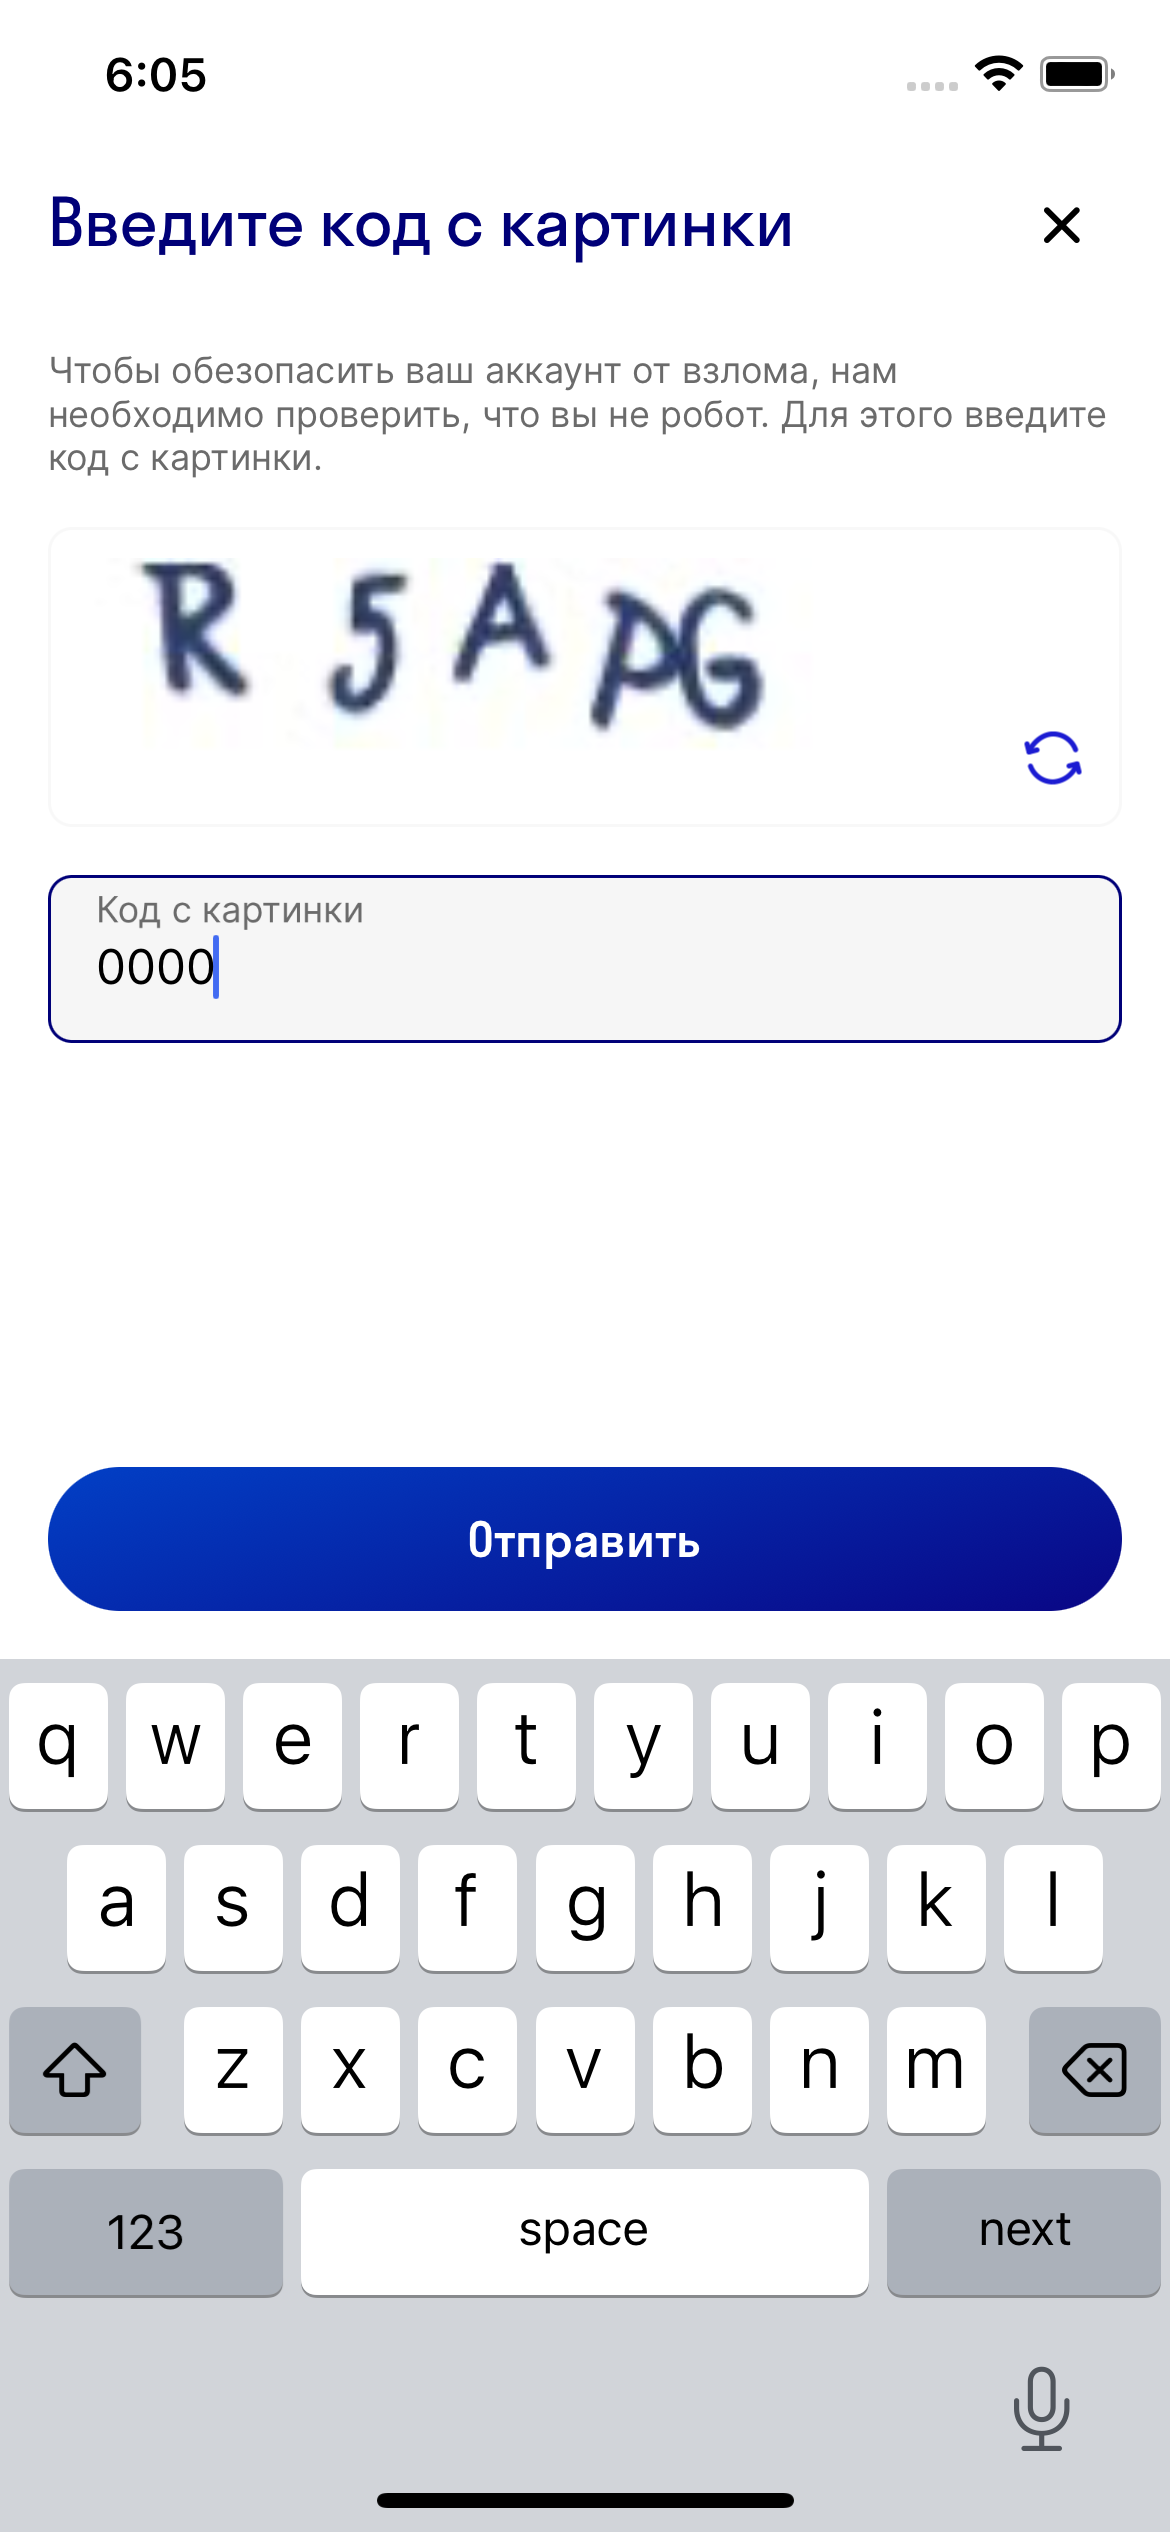 6:05
Введите код с картинки
Чтобы обезопасить ваш аккаунт от взлома, нам
необходимо проверить, что вы не робот. Для этого введите
код с картинки.
R 5 A P G
Код с картинки
0000
Отправить
q w e r t y u i o p
a s d f g h j k l
z x c v b n m
123 space next